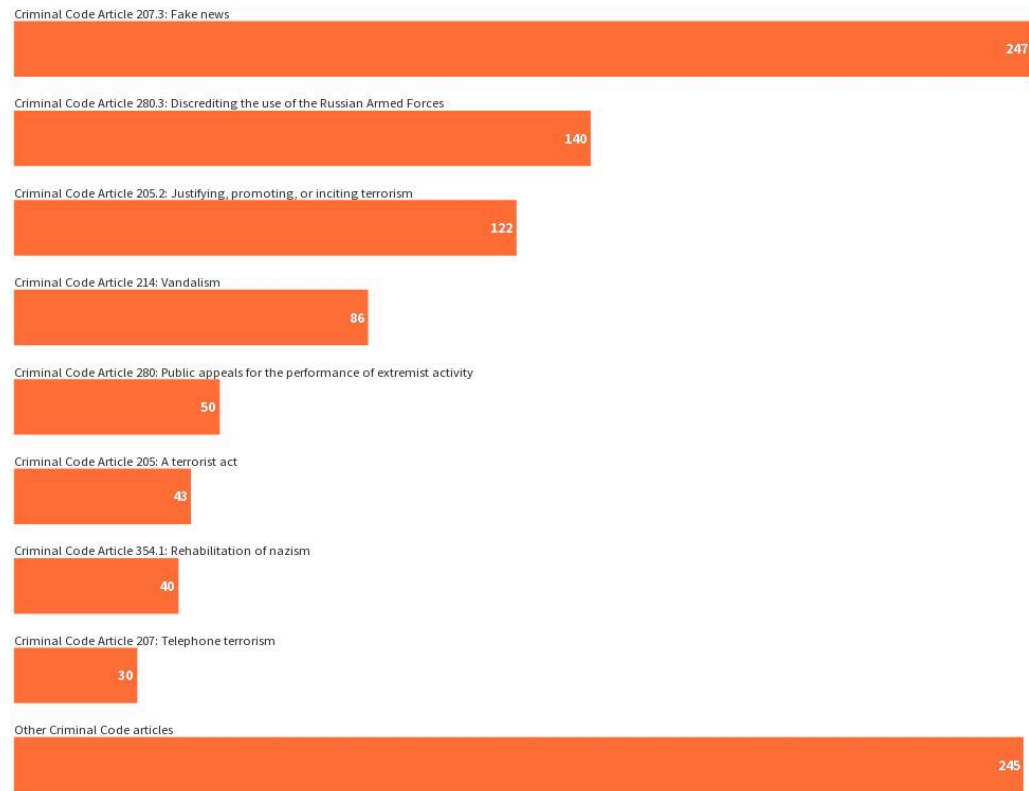 Criminal Code Article 207.3: Fake news
247
Criminal Code Article 280.3: Discrediting the use of the Russian Armed Forces
140
Criminal Code Article 205.2: Justifying, promoting, or inciting terrorism
122
Criminal Code Article 214: Vandalism
86
Criminal Code Article 280: Public appeals for the performance of extremist activity
50
Criminal Code Article 205: A terrorist act
43
Criminal Code Article 354.1: Rehabilitation of nazism
40
Criminal Code Article 207: Telephone terrorism
30
Other Criminal Code articles
245